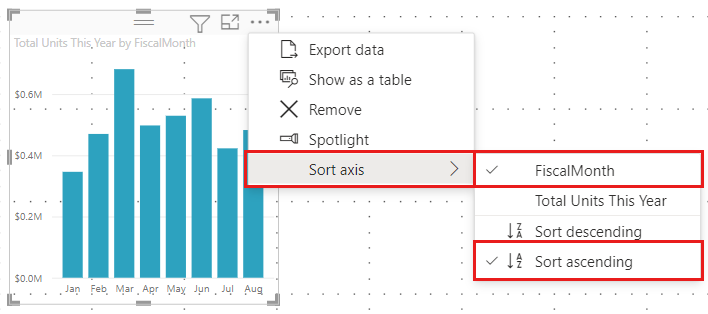 Total Units This Year by FiscalMonth
$0.6M
$0.4M
$0.2M
$0.0M
Jan Feb Mar Apr May Jun Jul Aug
Export data
Show as a table
Remove
Spotlight
Sort axis
FiscalMonth
Total Units This Year
Sort descending
Sort ascending